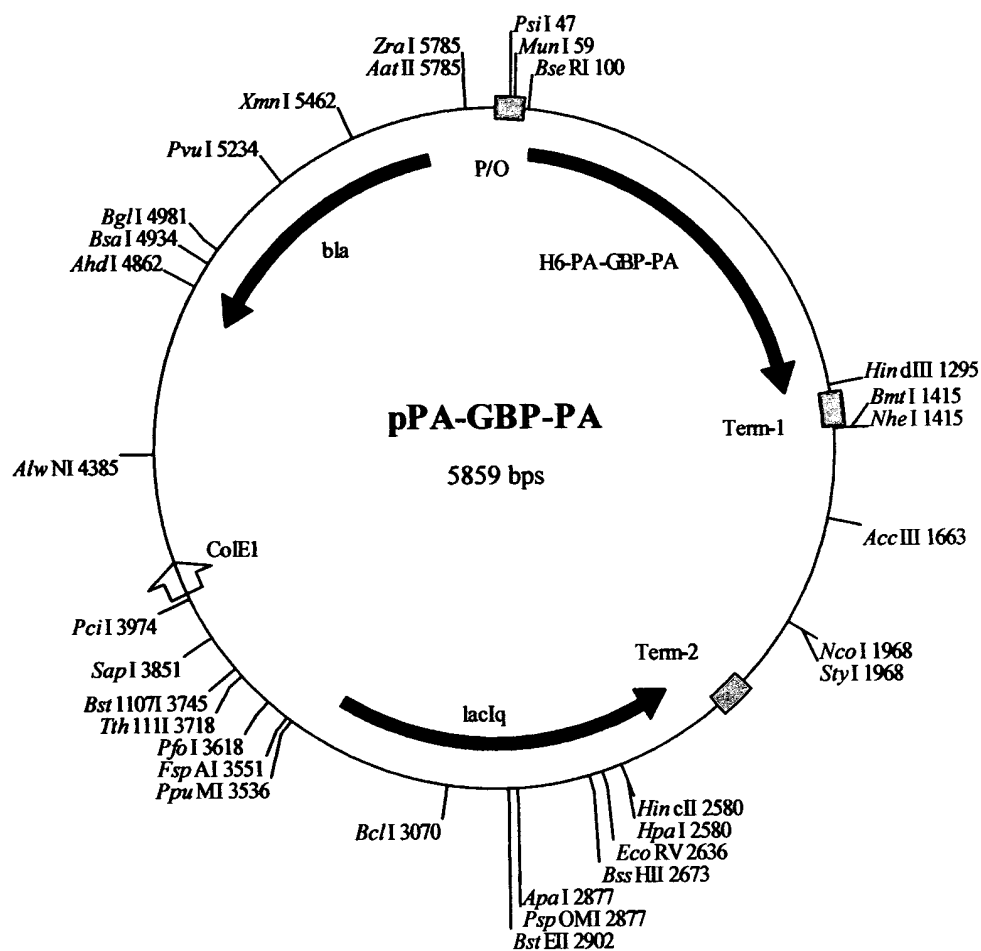 Psi I 47
Mun I 59
Bse RI 100
Zra I 5785
Aat II 5785
Xmn I 5462
Pvu I 5234
Bgl I 4981
Bsa I 4934
Ahd I 4862
P/O
bla
H6-PA-GBP-PA
Hin dIII 1295
Bmt I 1415
Nhe I 1415
Term-1
pPA-GBP-PA
5859 bps
Alw NI 4385
Acc III 1663
ColE1
Pci I 3974
Sap I 3851
Bst 1107I 3745
Tth 111I 3718
Pfo I 3618
Fsp AI 3551
Ppu MI 3536
Nco I 1968
Sty I 1968
Term-2
lacIq
Bcl I 3070
Hin cII 2580
Hpa I 2580
Eco RV 2636
Bss HII 2673
Apa I 2877
Psp OMI 2877
Bst EII 2902